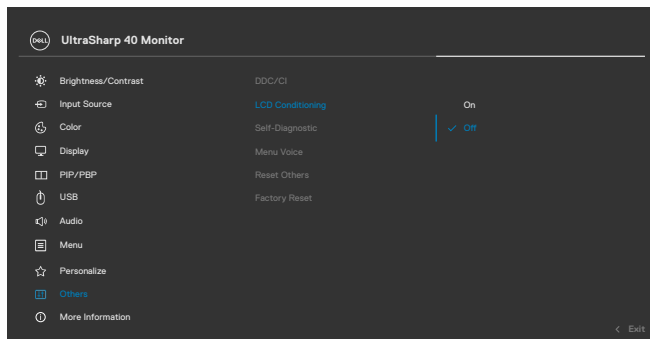 DELL UltraSharp 40 Monitor
Brightness/Contrast DDC/CI
Input Source LCD Conditioning On
Color Self-Diagnostic Off
Display Menu Voice
PIP/PBP Reset Others
USB Factory Reset
Audio
Menu
Personalize
Others
More Information
< Exit